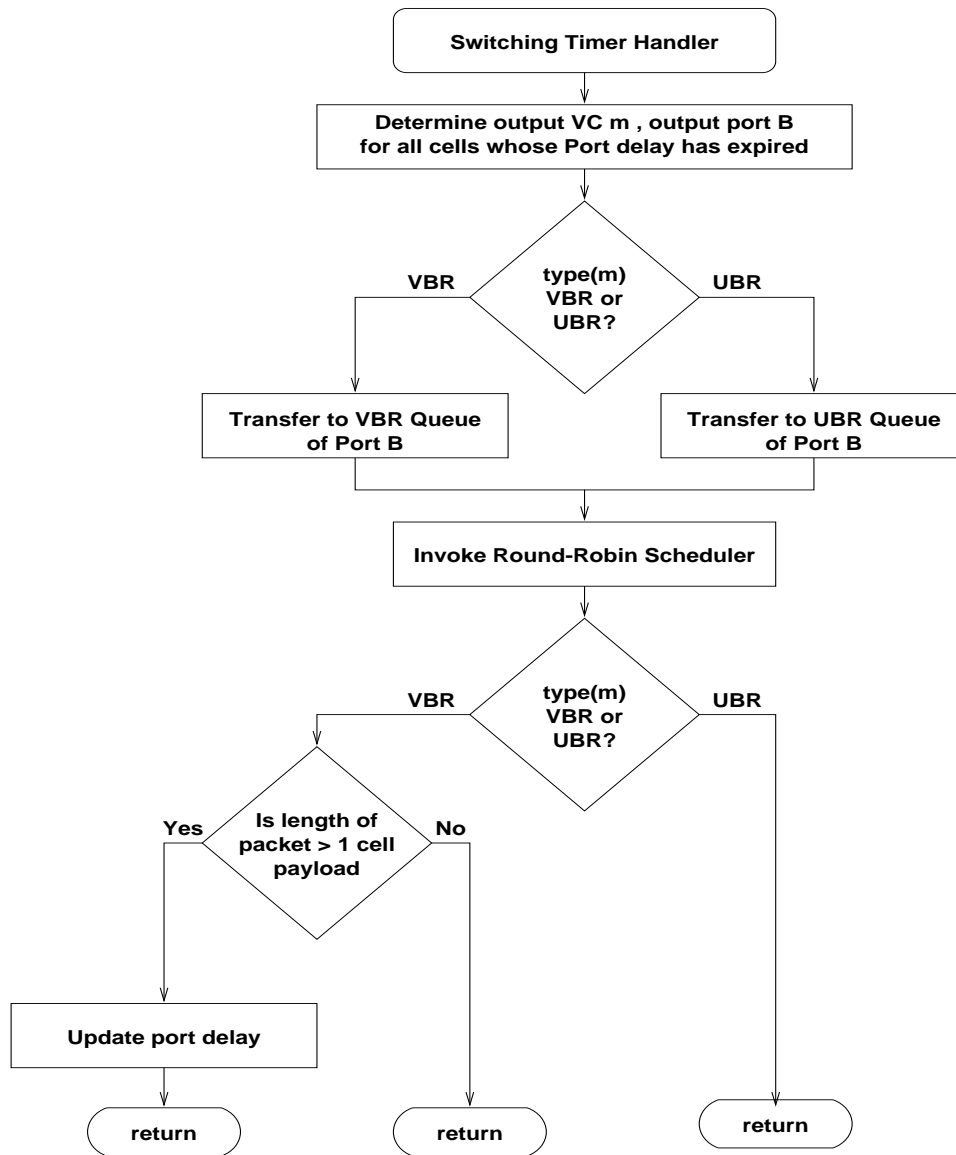 Switching Timer Handler
Determine output VC m , output port B
for all cells whose Port delay has expired
VBR
type(m)
VBR or
UBR?
UBR
Transfer to VBR Queue
of Port B
Transfer to UBR Queue
of Port B
Invoke Round-Robin Scheduler
VBR
type(m)
VBR or
UBR?
UBR
Yes
Is length of
packet > 1 cell
payload
No
Update port delay
return
return
return